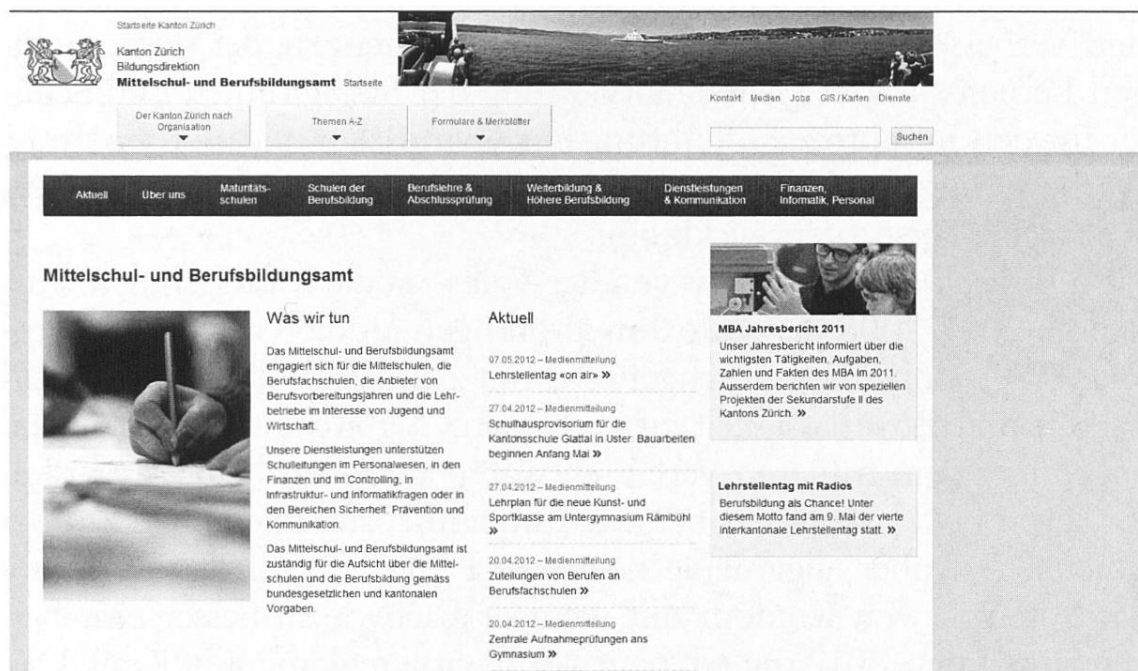 Startseite Kanton Zürich
Kanton Zürich
Bildungsdirektion
Mittelschul- und Berufsbildungsamt Startseite
Kontakt Medien Jobs GIS / Karten Dienste
Der Kanton Zürich nach
Organisation
Themen A-Z
Formulare & Merkblätter
Suchen
Aktuell
Über uns
Maturitäts-
schulen
Schulen der
Berufsbildung
Berufslehre &
Abschlussprüfung
Weiterbildung &
Höhere Berufsbildung
Dienstleistungen
& Kommunikation
Finanzen,
Informatik, Personal
Mittelschul- und Berufsbildungsamt
Was wir tun
Das Mittelschul- und Berufsbildungsamt
engagiert sich für die Mittelschulen, die
Berufsfachschulen, die Anbieter von
Berufsvorbereitungsjahren und die Lehr-
betriebe im Interesse von Jugend und
Wirtschaft.
Unsere Dienstleistungen unterstützen
Schulleitungen im Personalwesen, in den
Finanzen und im Controlling, in
Infrastruktur- und Informatikfragen oder in
den Bereichen Sicherheit, Prävention und
Kommunikation.
Das Mittelschul- und Berufsbildungsamt ist
zuständig für die Aufsicht über die Mittel-
schulen und die Berufsbildung gemäss
bundesgesetzlichen und kantonalen
Vorgaben.
Aktuell
07.05.2012 – Medienmitteilung
Lehrstellentag «on air» »
27.04.2012 – Medienmitteilung
Schulhausprovisorium für die
Kantonsschule Glattal in Uster: Bauarbeiten
beginnen Anfang Mai »
27.04.2012 – Medienmitteilung
Lehrplan für die neue Kunst- und
Sportklasse am Untergymnasium Rämibühl
»
20.04.2012 – Medienmitteilung
Zuteilungen von Berufen an
Berufsfachschulen »
20.04.2012 – Medienmitteilung
Zentrale Aufnahmeprüfungen ans
Gymnasium »
MBA Jahresbericht 2011
Unser Jahresbericht informiert über die
wichtigsten Tätigkeiten, Aufgaben,
Zahlen und Fakten des MBA im 2011.
Ausserdem berichten wir von speziellen
Projekten der Sekundarstufe II des
Kantons Zürich. »
Lehrstellentag mit Radios
Berufsbildung als Chance! Unter
diesem Motto fand am 9. Mai der vierte
interkantonale Lehrstellentag statt. »